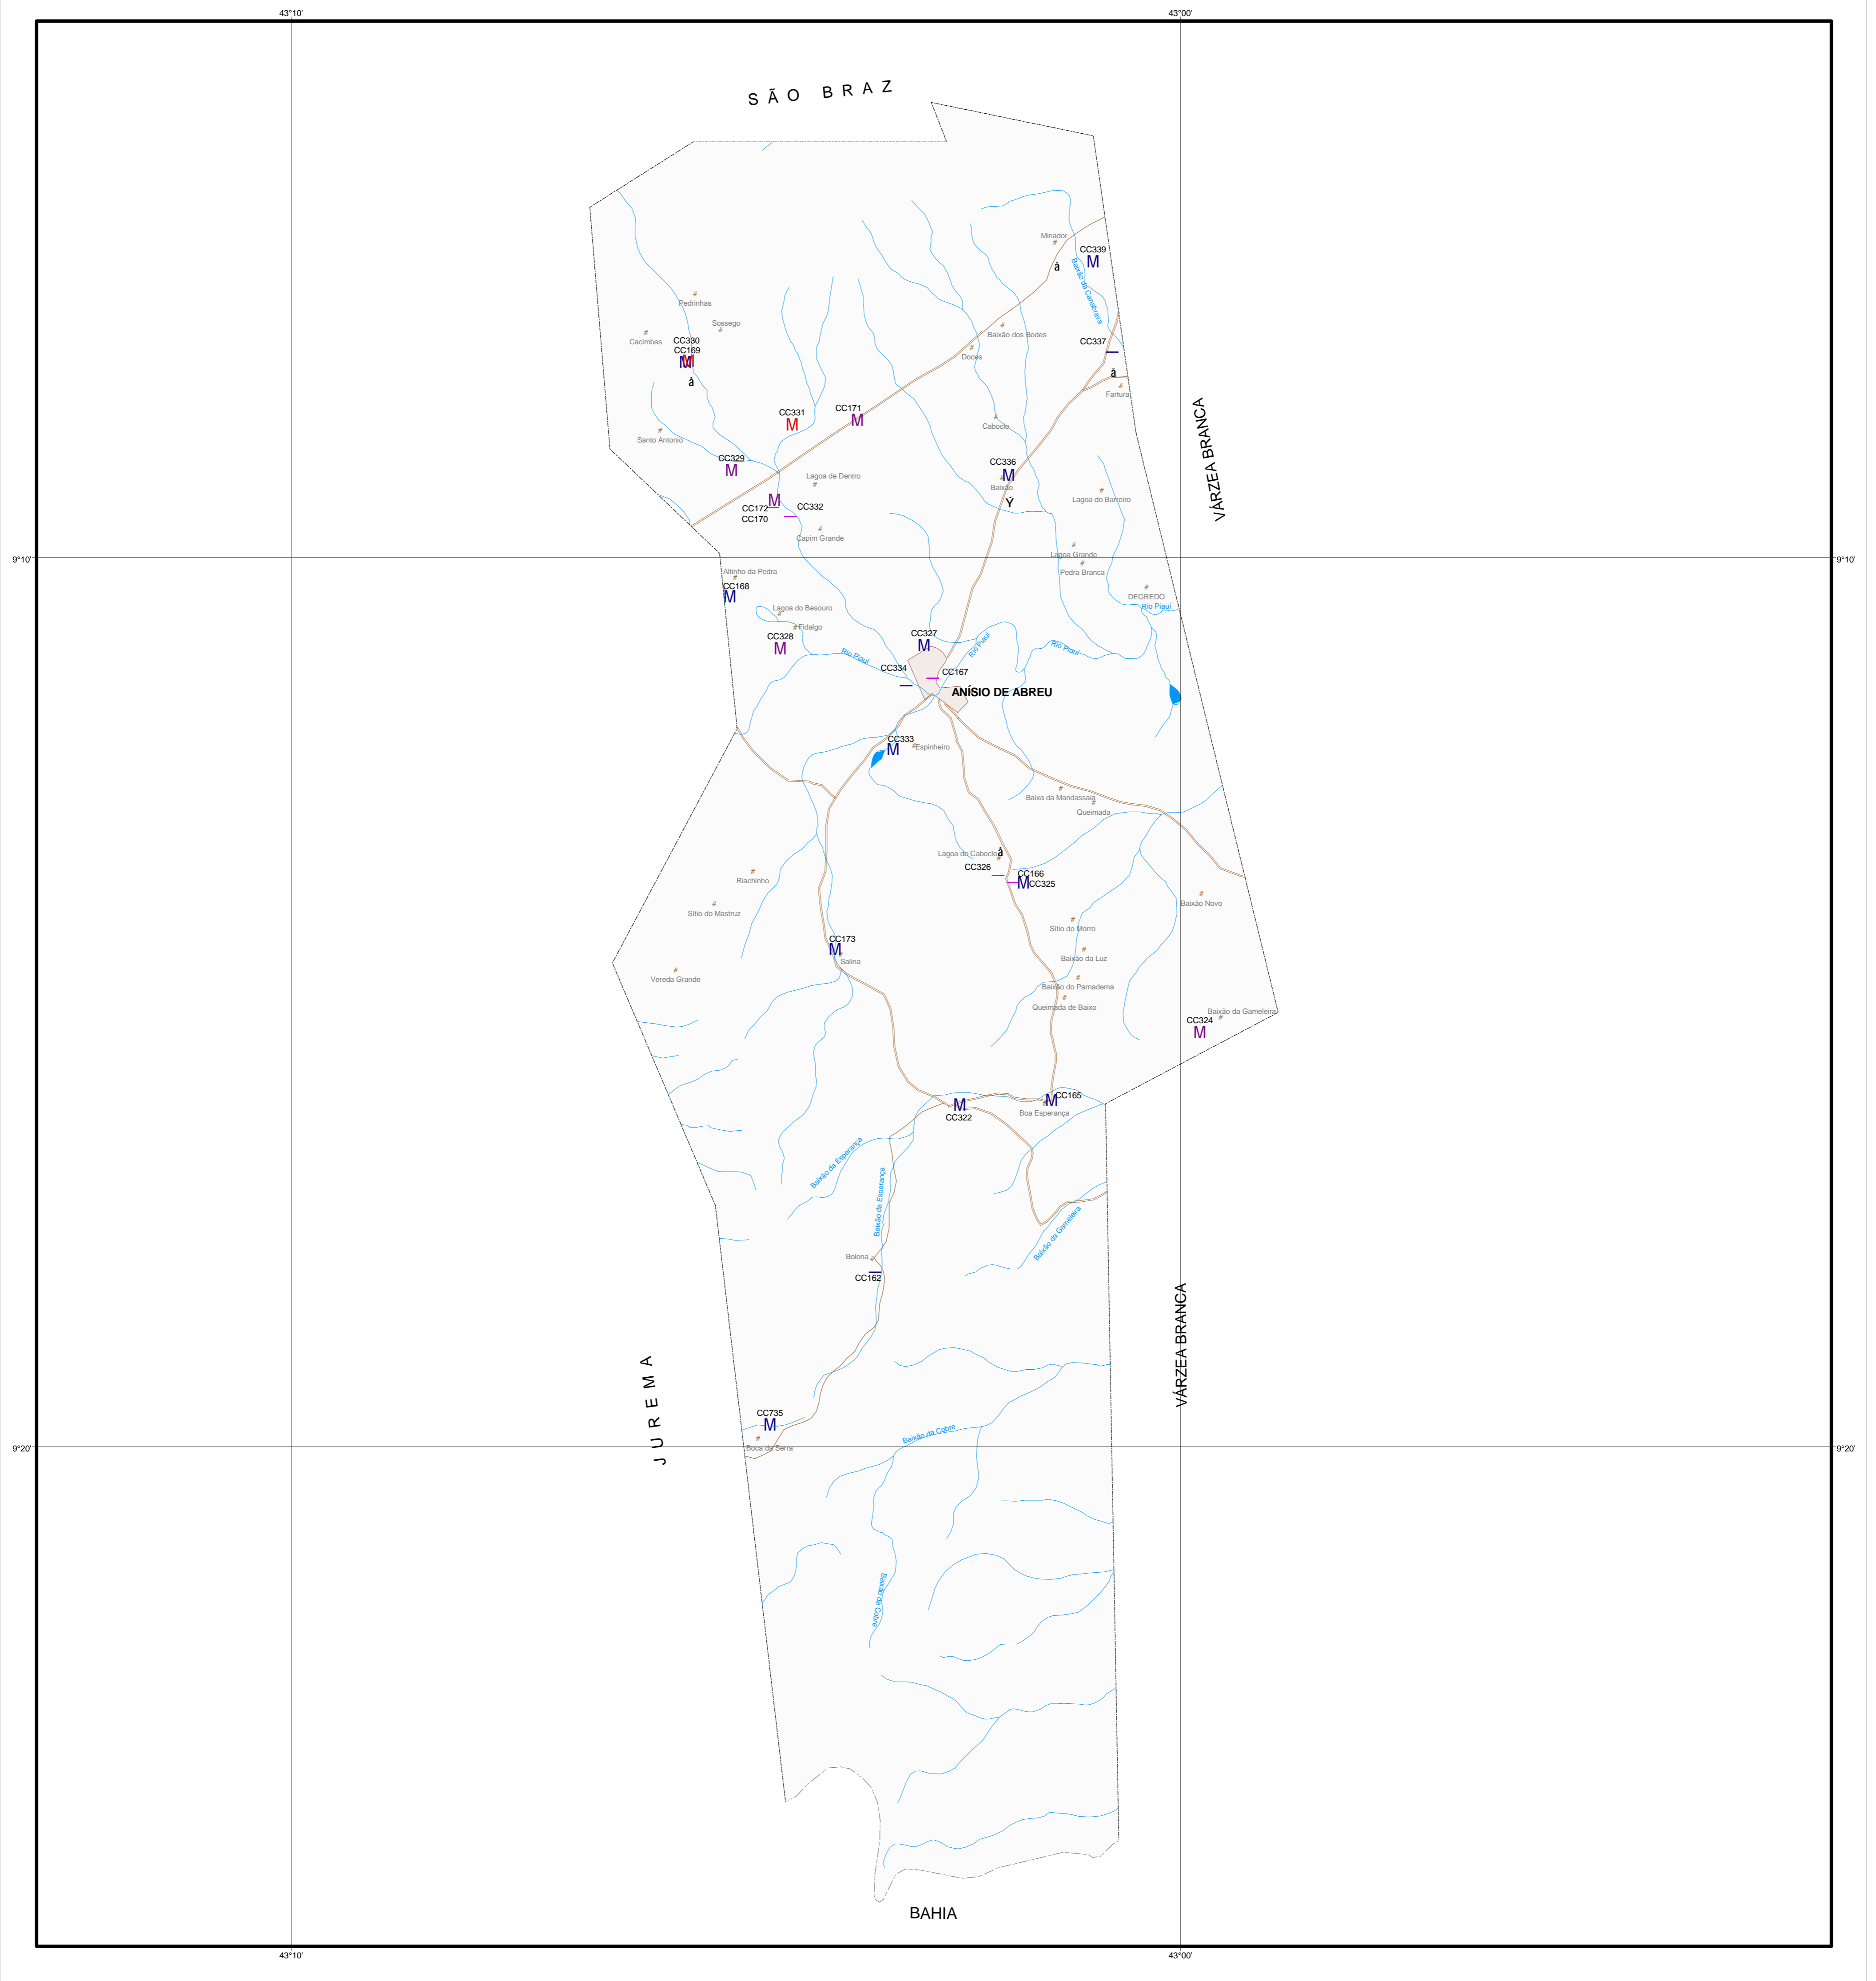 43°10'
43°00'
SÃO BRAZ
Minador
CC339
M
å
Baixão da Canabrava
Pedrinhas
Sossego
Cacimbas
Baixão dos Bodes
CC337
CC330
CC169
M
M
å
Doces
å
Fartura
CC331
M
CC171
M
Caboclo
VÁRZEA BRANCA
Santo Antonio
CC329
M
CC336
M
Baixão
Ý
Lagoa de Dentro
Lagoa do Barreiro
M
CC172
CC332
CC170
Capim Grande
Lagoa Grande
9°10'
9°10'
Altinho da Pedra
Pedra Branca
CC168
M
DEGREDO
Rio Piauí
Lagoa do Besouro
Fidalgo
CC328
M
CC327
M
Rio Piauí
Rio Piauí
Rio Piauí
CC334
CC167
ANÍSIO DE ABREU
CC333
M
Espinheiro
Baixa da Mandassaia
Queimada
Lagoa do Caboclo
å
CC326
CC166
M
CC325
Riachinho
Sítio do Mastruz
Baixão Novo
Sítio do Morro
CC173
M
Salina
Baixão da Luz
Vereda Grande
Baixão do Parnadema
Queimada de Baixo
Baixão da Gameleira
CC324
M
CC165
M
M
CC322
Boa Esperança
Baixão da Esperança
Baixão da Esperança
Baixão da Gameleira
Bolona
CC162
VÁRZEA BRANCA
JUREMA
CC735
M
Boca da Serra
Baixão da Cobre
9°20'
9°20'
Baixão da Cobre
BAHIA
43°10'
43°00'